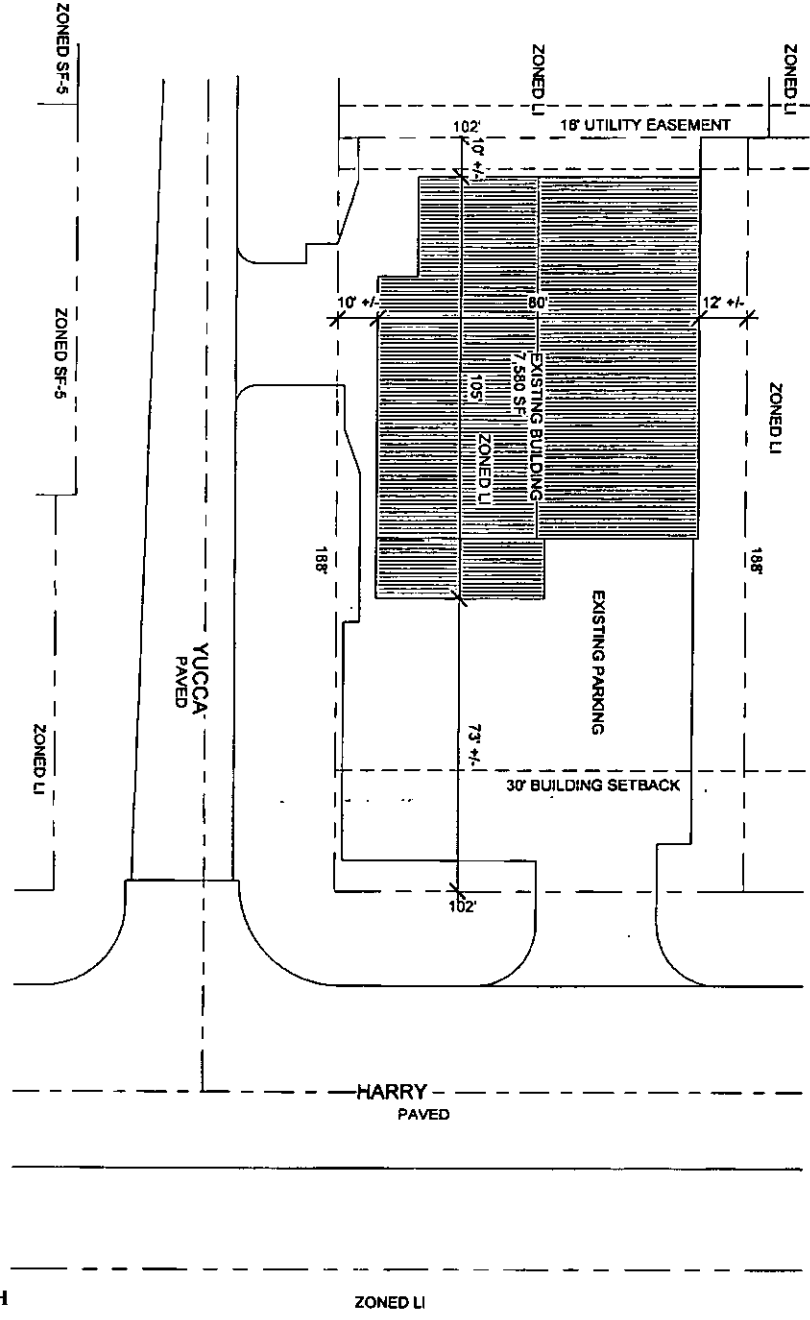 ZONED SF-5
ZONED LI
ZONED LI
16' UTILITY EASEMENT
102'
10' +/-
10' +/-
80'
12' +/-
ZONED SF-5
EXISTING BUILDING
7,580 SF
105'
ZONED LI
ZONED LI
188'
188'
EXISTING PARKING
YUCCA
PAVED
73' +/-
ZONED LI
30' BUILDING SETBACK
102'
HARRY
PAVED
ZONED LI
H